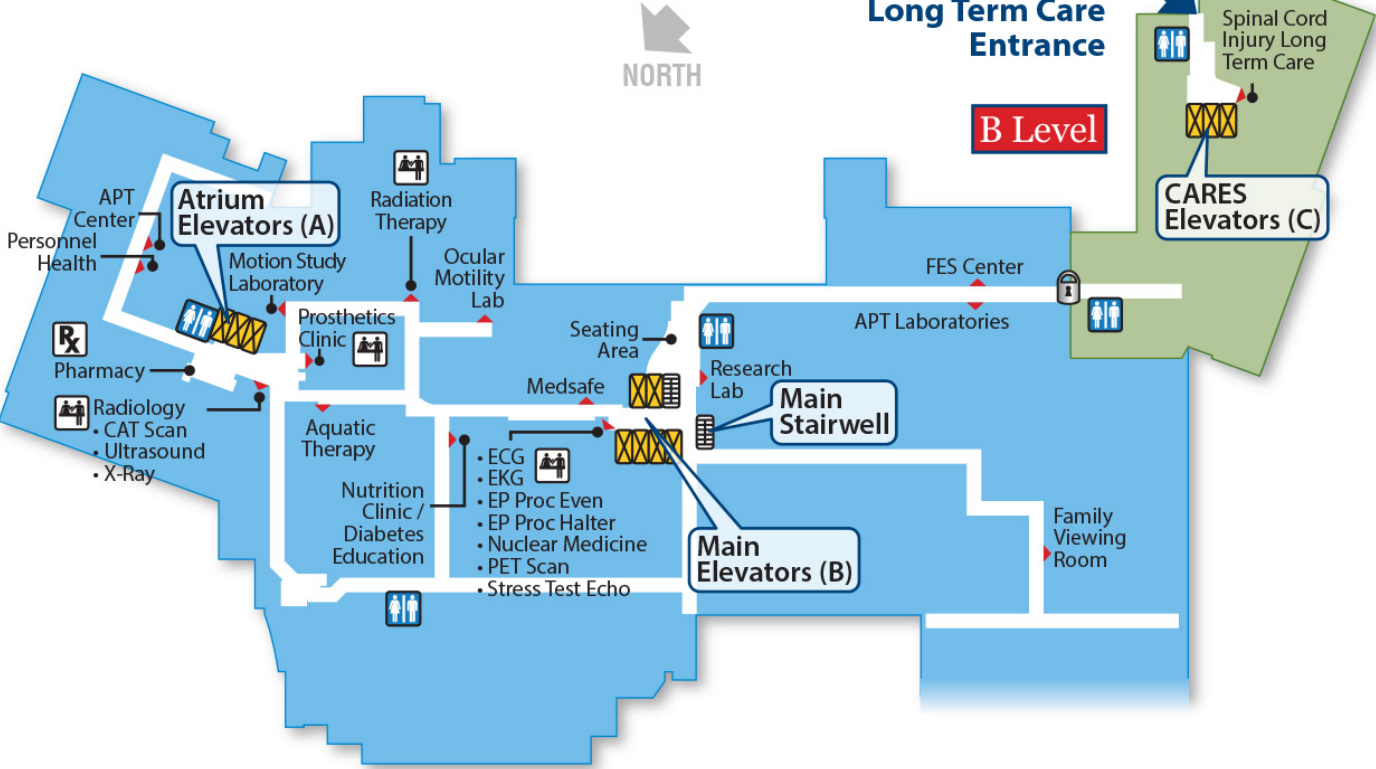 Long Term Care
Entrance
Spinal Cord
Injury Long
Term Care
NORTH
B Level
CARES
Elevators (C)
APT
Center
Personnel
Health
Atrium
Elevators (A)
Motion Study
Laboratory
Radiation
Therapy
Ocular
Motility
Lab
Prosthetics
Clinic
FES Center
APT Laboratories
Seating
Area
Rx
Pharmacy
Research
Lab
Medsafe
Main
Stairwell
Radiology
• CAT Scan
• Ultrasound
• X-Ray
Aquatic
Therapy
Nutrition
Clinic /
Diabetes
Education
• ECG
• EKG
• EP Proc Even
• EP Proc Halter
• Nuclear Medicine
• PET Scan
• Stress Test Echo
Main
Elevators (B)
Family
Viewing
Room